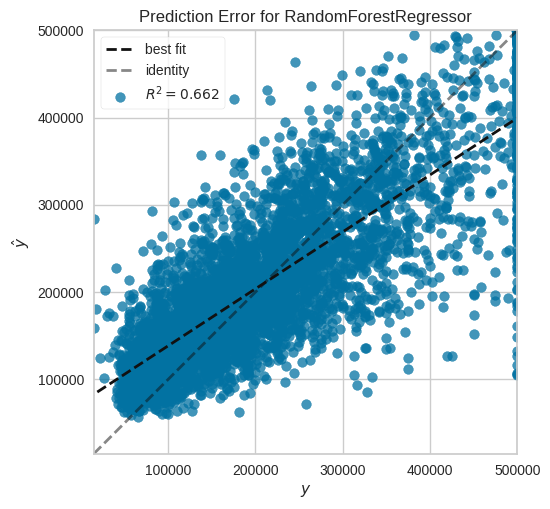 Prediction Error for RandomForestRegressor
best fit
identity
R² = 0.662
500000
400000
300000
200000
100000
ŷ
100000 200000 300000 400000 500000
y